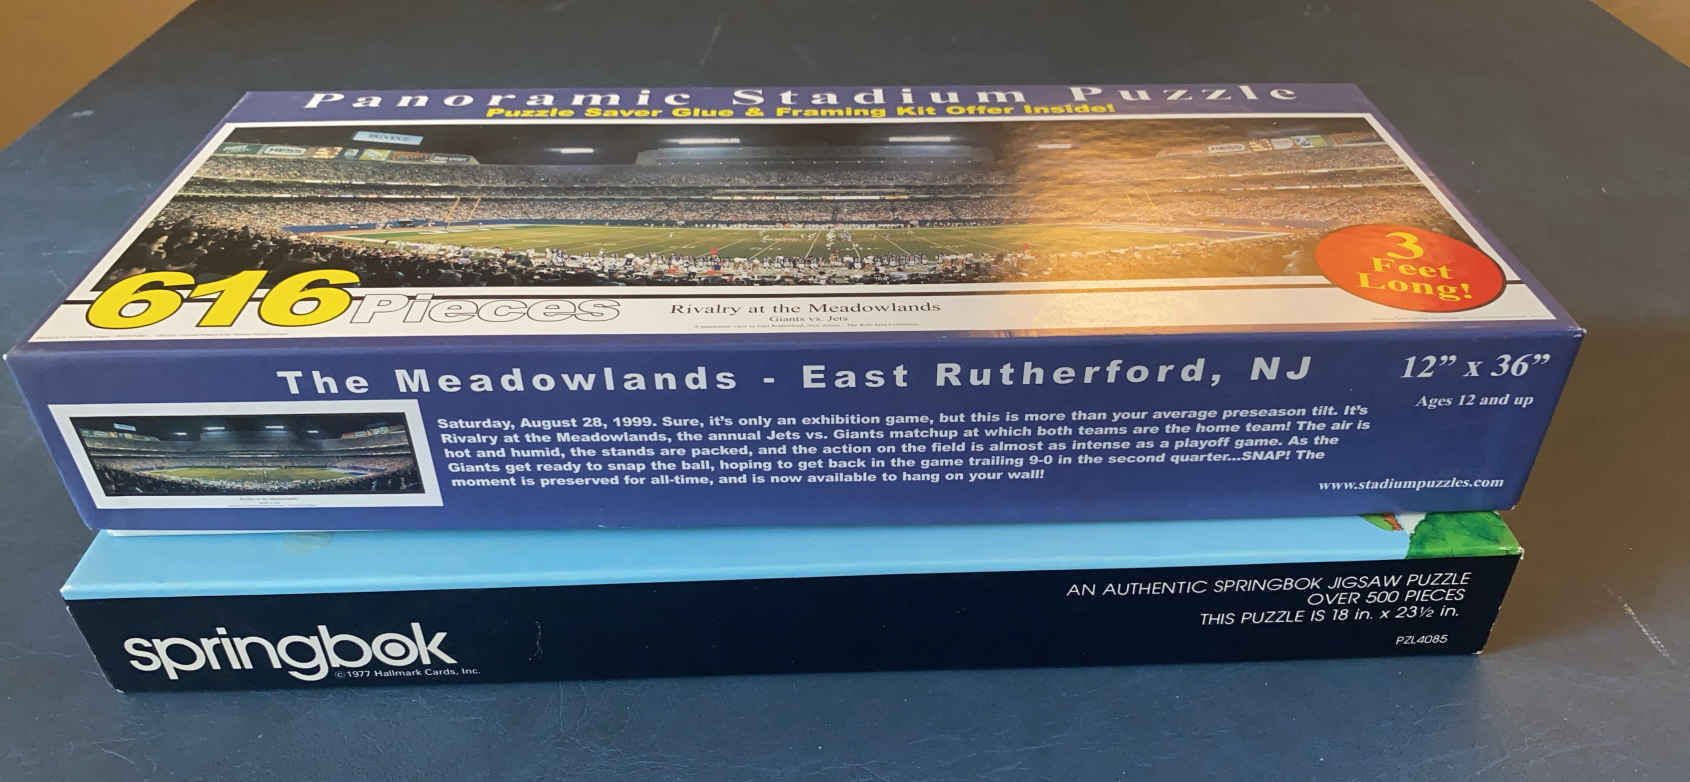 Panoramic Stadium Puzzle
Puzzle Saver Glue & Framing Kit Offer Inside!
3
Feet
Long!
616 Pieces
Rivalry at the Meadowlands
Giants vs. Jets
The Meadowlands - East Rutherford, NJ
12” x 36”
Ages 12 and up
Saturday, August 28, 1999. Sure, it’s only an exhibition game, but this is more than your average preseason tilt. It’s
Rivalry at the Meadowlands, the annual Jets vs. Giants matchup at which both teams are the home team! The air is
hot and humid, the stands are packed, and the action on the field is almost as intense as a playoff game. As the
Giants get ready to snap the ball, hoping to get back in the game trailing 9-0 in the second quarter...SNAP! The
moment is preserved for all-time, and is now available to hang on your wall!
www.stadiumpuzzles.com
springbok
©1977 Hallmark Cards, Inc.
AN AUTHENTIC SPRINGBOK JIGSAW PUZZLE
OVER 500 PIECES
THIS PUZZLE IS 18 in. x 23½ in.
PZL4085